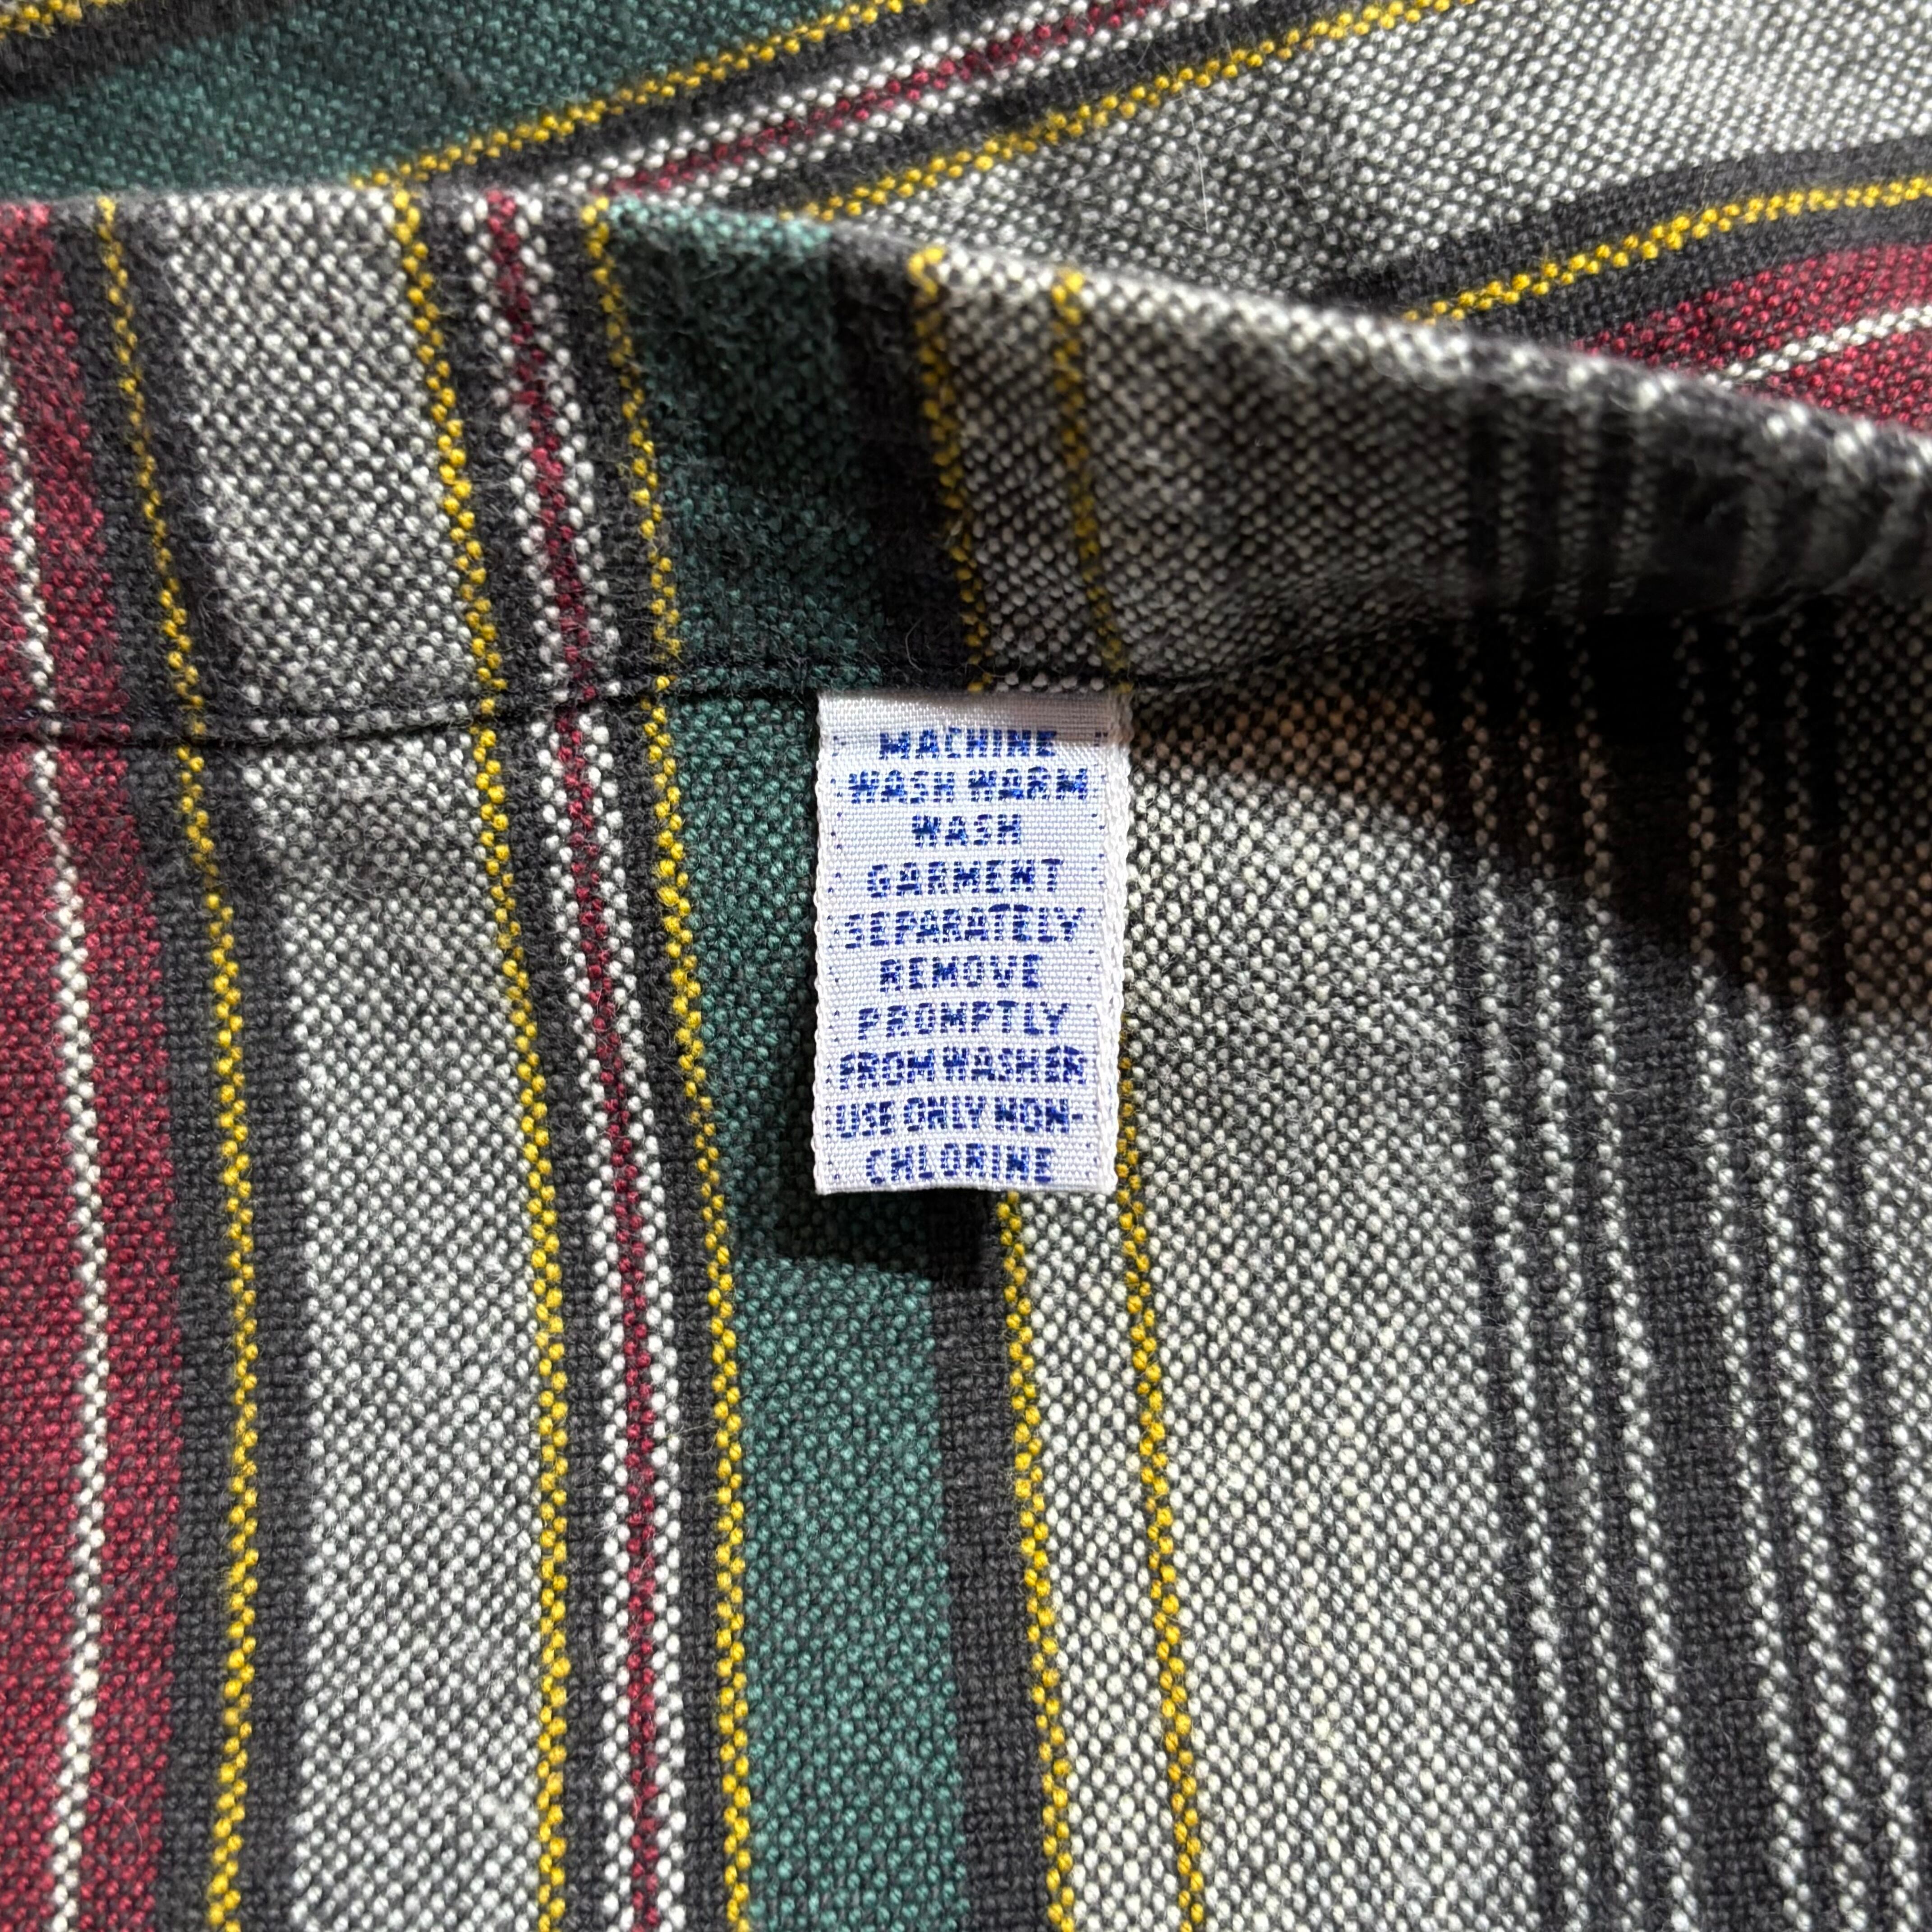 MACHINE
WASH WARM
WASH
GARMENT
SEPARATELY
REMOVE
PROMPTLY
FROM WASHER
USE ONLY NON-
CHLORINE